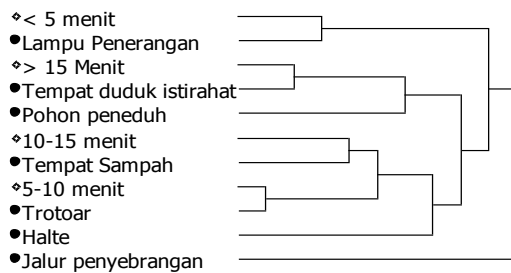 < 5 menit
Lampu Penerangan
> 15 Menit
Tempat duduk istirahat
Pohon peneduh
10-15 menit
Tempat Sampah
5-10 menit
Trotoar
Halte
Jalur penyebrangan